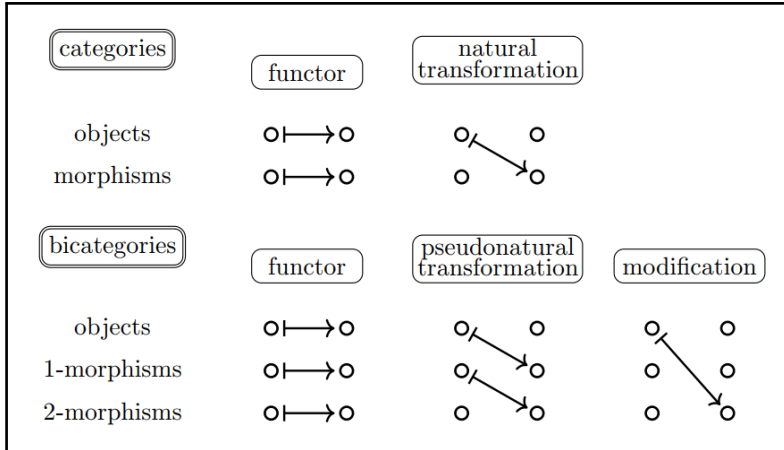 categories
functor
natural
transformation
objects
morphisms
bicategories
functor
pseudonatural
transformation
modification
objects
1-morphisms
2-morphisms